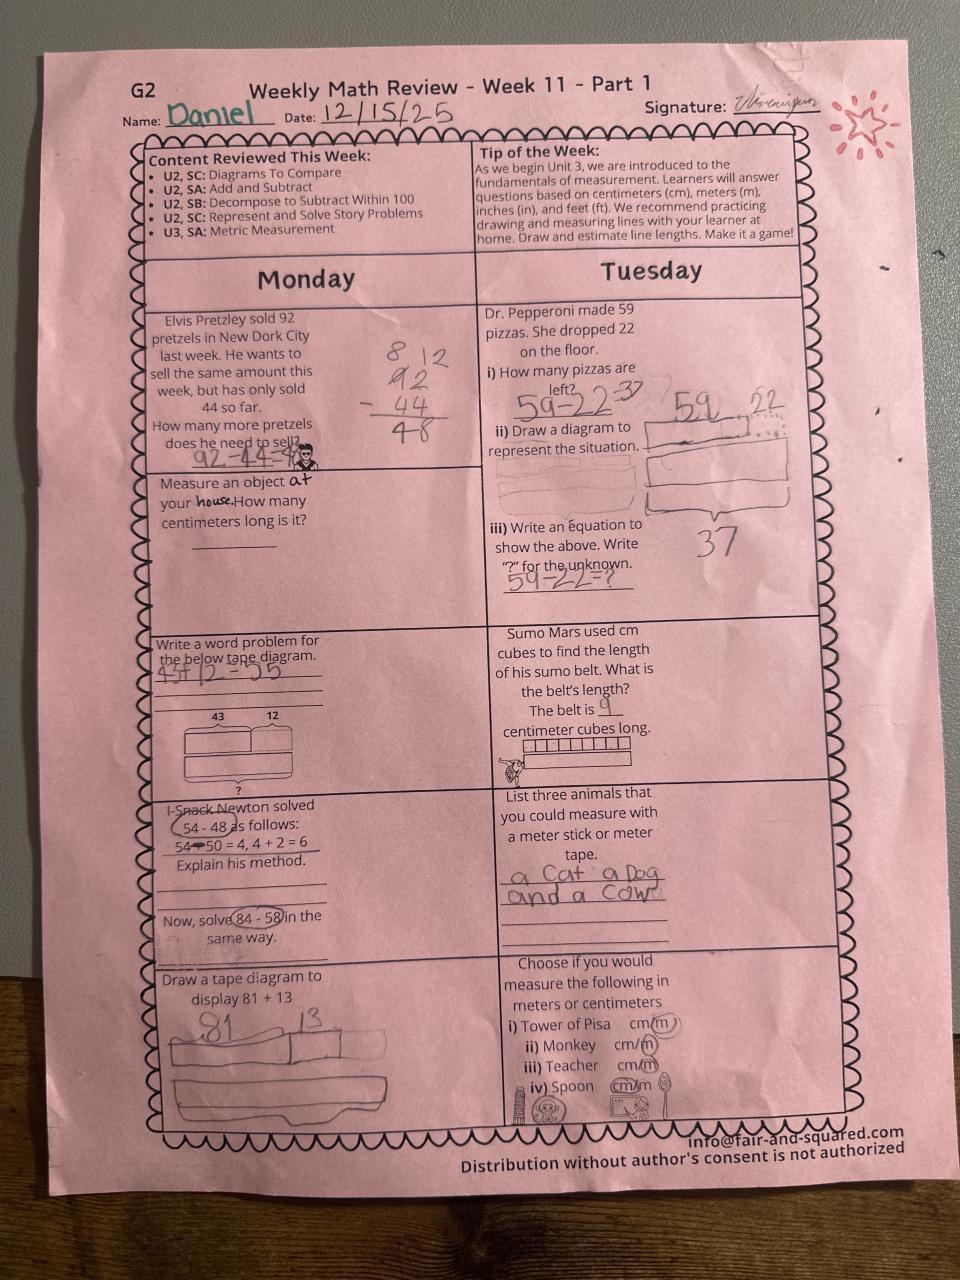 G2 Weekly Math Review - Week 11 - Part 1
Name: Daniel Date: 12/15/25 Signature:
Content Reviewed This Week:
• U2, SC: Diagrams To Compare
• U2, SA: Add and Subtract
• U2, SB: Decompose to Subtract Within 100
• U2, SC: Represent and Solve Story Problems
• U3, SA: Metric Measurement
Tip of the Week:
As we begin Unit 3, we are introduced to the
fundamentals of measurement. Learners will answer
questions based on centimeters (cm), meters (m),
inches (in), and feet (ft). We recommend practicing
drawing and measuring lines with your learner at
home. Draw and estimate line lengths. Make it a game!
Monday
Elvis Pretzley sold 92
pretzels in New Dork City
last week. He wants to
sell the same amount this
week, but has only sold
44 so far.
How many more pretzels
does he need to sell?
92-44=
8 12
92
- 44
48
Measure an object at
your house. How many
centimeters long is it?
Write a word problem for
the below tape diagram.
43+12=55
43 12
?
I-Snack Newton solved
54 - 48 as follows:
54 - 50 = 4, 4 + 2 = 6
Explain his method.
Now, solve 84 - 58 in the
same way.
Draw a tape diagram to
display 81 + 13
81 13
Tuesday
Dr. Pepperoni made 59
pizzas. She dropped 22
on the floor.
i) How many pizzas are
left?
59-22=37
ii) Draw a diagram to
represent the situation.
59 22
37
iii) Write an equation to
show the above. Write
"?" for the unknown.
59-22=?
Sumo Mars used cm
cubes to find the length
of his sumo belt. What is
the belt's length?
The belt is 9
centimeter cubes long.
List three animals that
you could measure with
a meter stick or meter
tape.
a Cat a Dog
and a Cow
Choose if you would
measure the following in
meters or centimeters
i) Tower of Pisa cm/m
ii) Monkey cm/m
iii) Teacher cm/m
iv) Spoon cm/m
info@fair-and-squared.com
Distribution without author's consent is not authorized